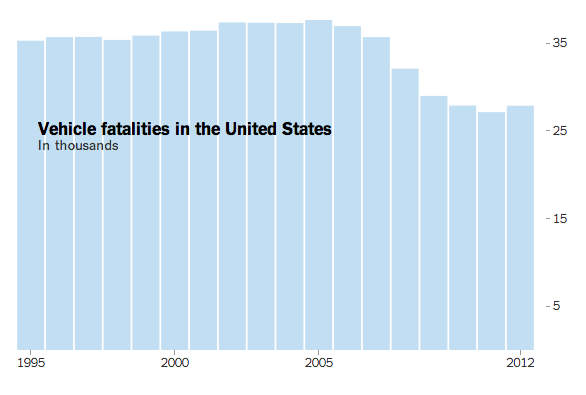 - 35
Vehicle fatalities in the United States
In thousands
- 25
- 15
- 5
1995 2000 2005 2012